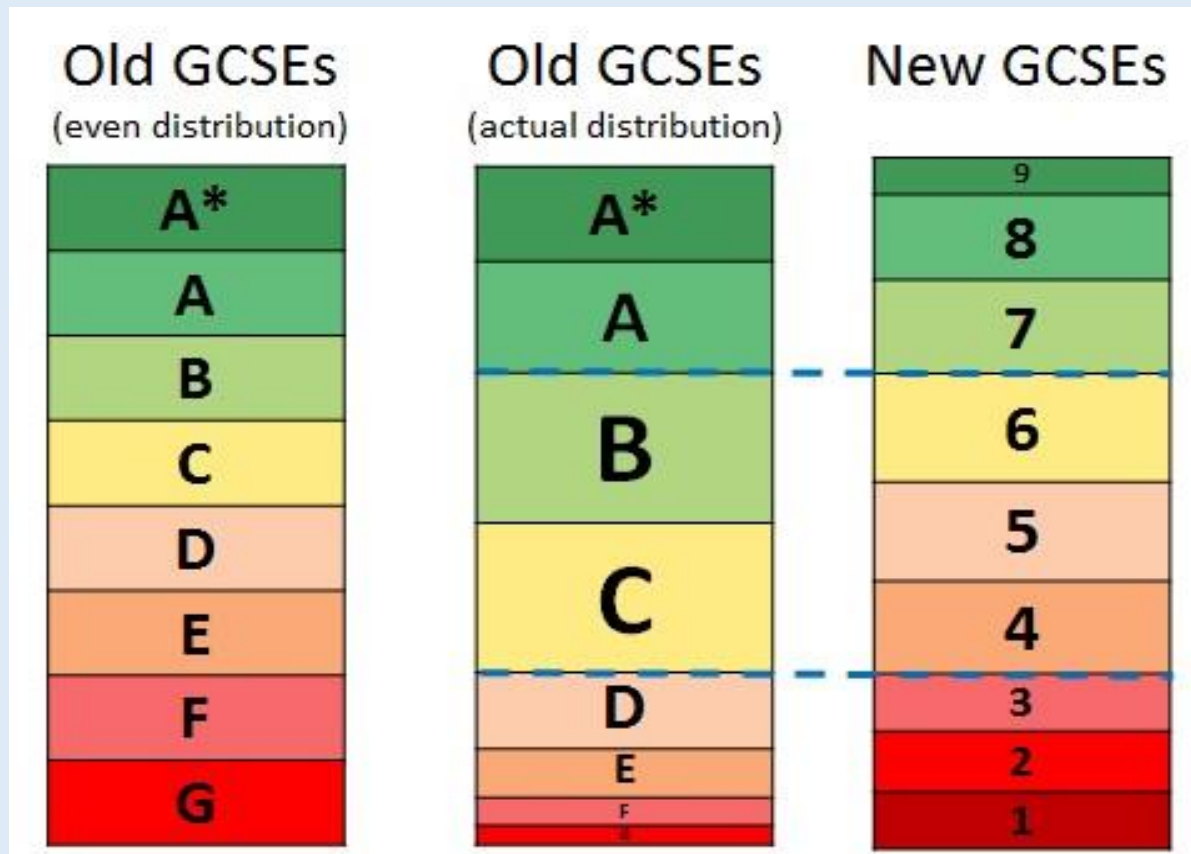 Old GCSEs
(even distribution)
A*
A
B
C
D
E
F
G
Old GCSEs
(actual distribution)
A*
A
B
C
D
E
F
New GCSEs
9
8
7
6
5
4
3
2
1